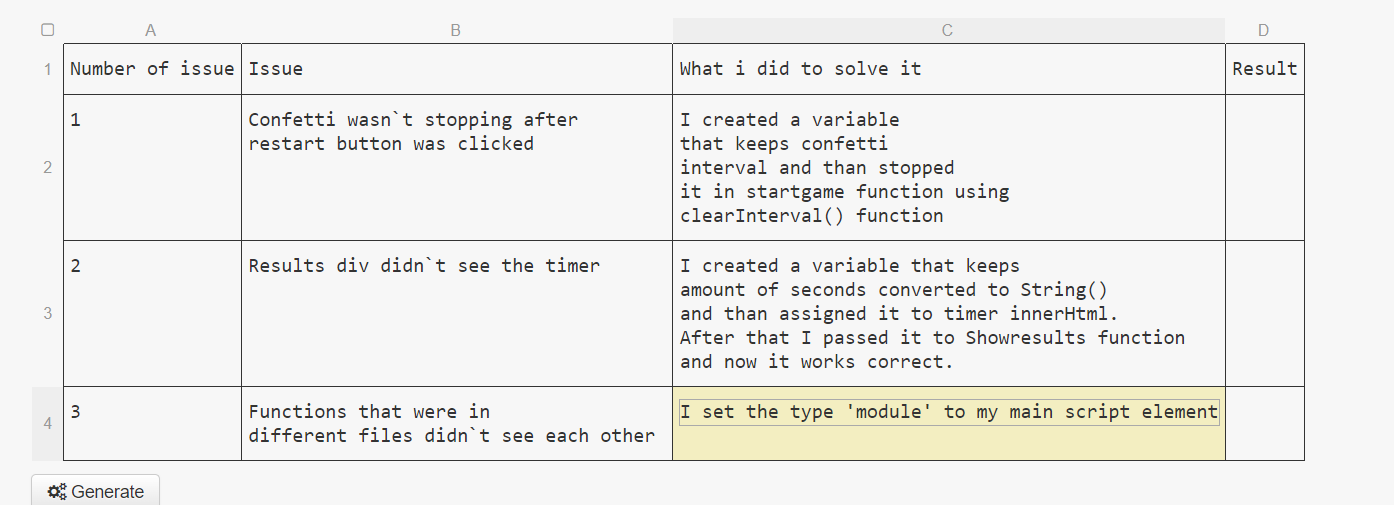 A B C D
1 Number of issue Issue What i did to solve it Result
2
1
Confetti wasn`t stopping after
restart button was clicked
I created a variable
that keeps confetti
interval and than stopped
it in startgame function using
clearInterval() function
3
2
Results div didn`t see the timer
I created a variable that keeps
amount of seconds converted to String()
and than assigned it to timer innerHtml.
After that I passed it to Showresults function
and now it works correct.
4
3
Functions that were in
different files didn`t see each other
I set the type 'module' to my main script element
Generate